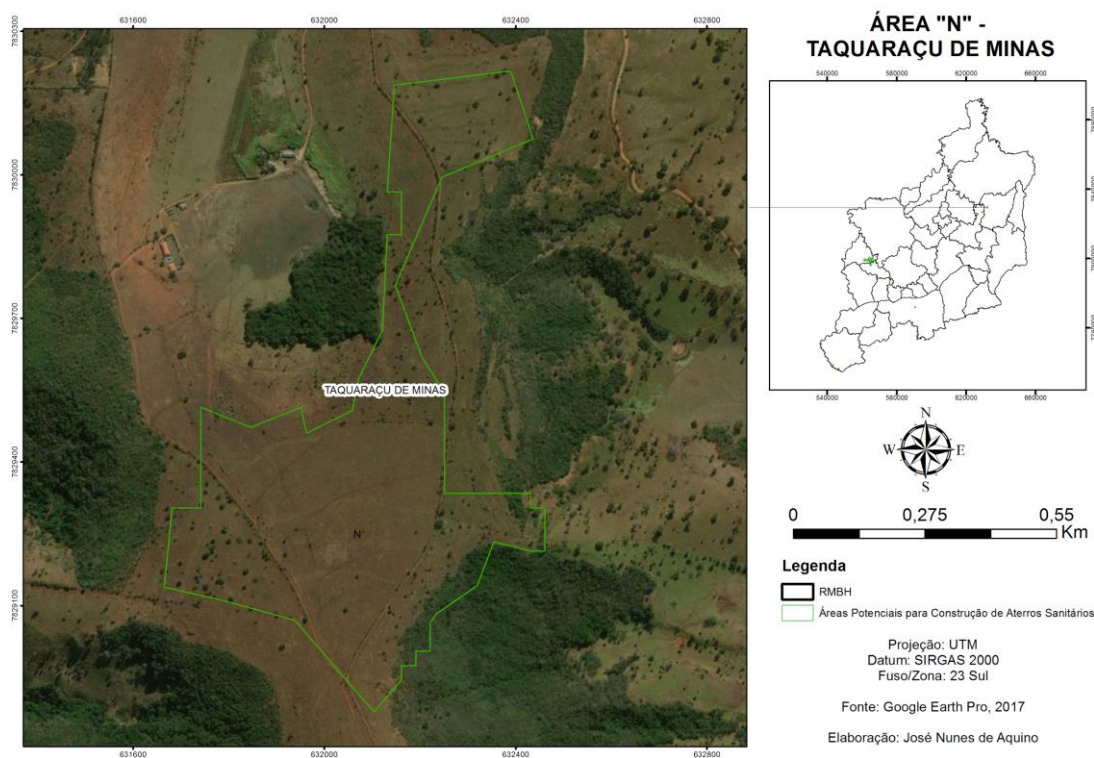 631600 632000 632400 632800
7830300
7830000
7829700
7829400
7829100
631600 632000 632400 632800
TAQUARAÇU DE MINAS
N'
ÁREA "N" -
TAQUARAÇU DE MINAS
540000 580000 620000 660000
540000 580000 620000 660000
N
W E
S
0 0,275 0,55
Km
Legenda
RMBH
Áreas Potenciais para Construção de Aterros Sanitários
Projeção: UTM
Datum: SIRGAS 2000
Fuso/Zona: 23 Sul
Fonte: Google Earth Pro, 2017
Elaboração: José Nunes de Aquino